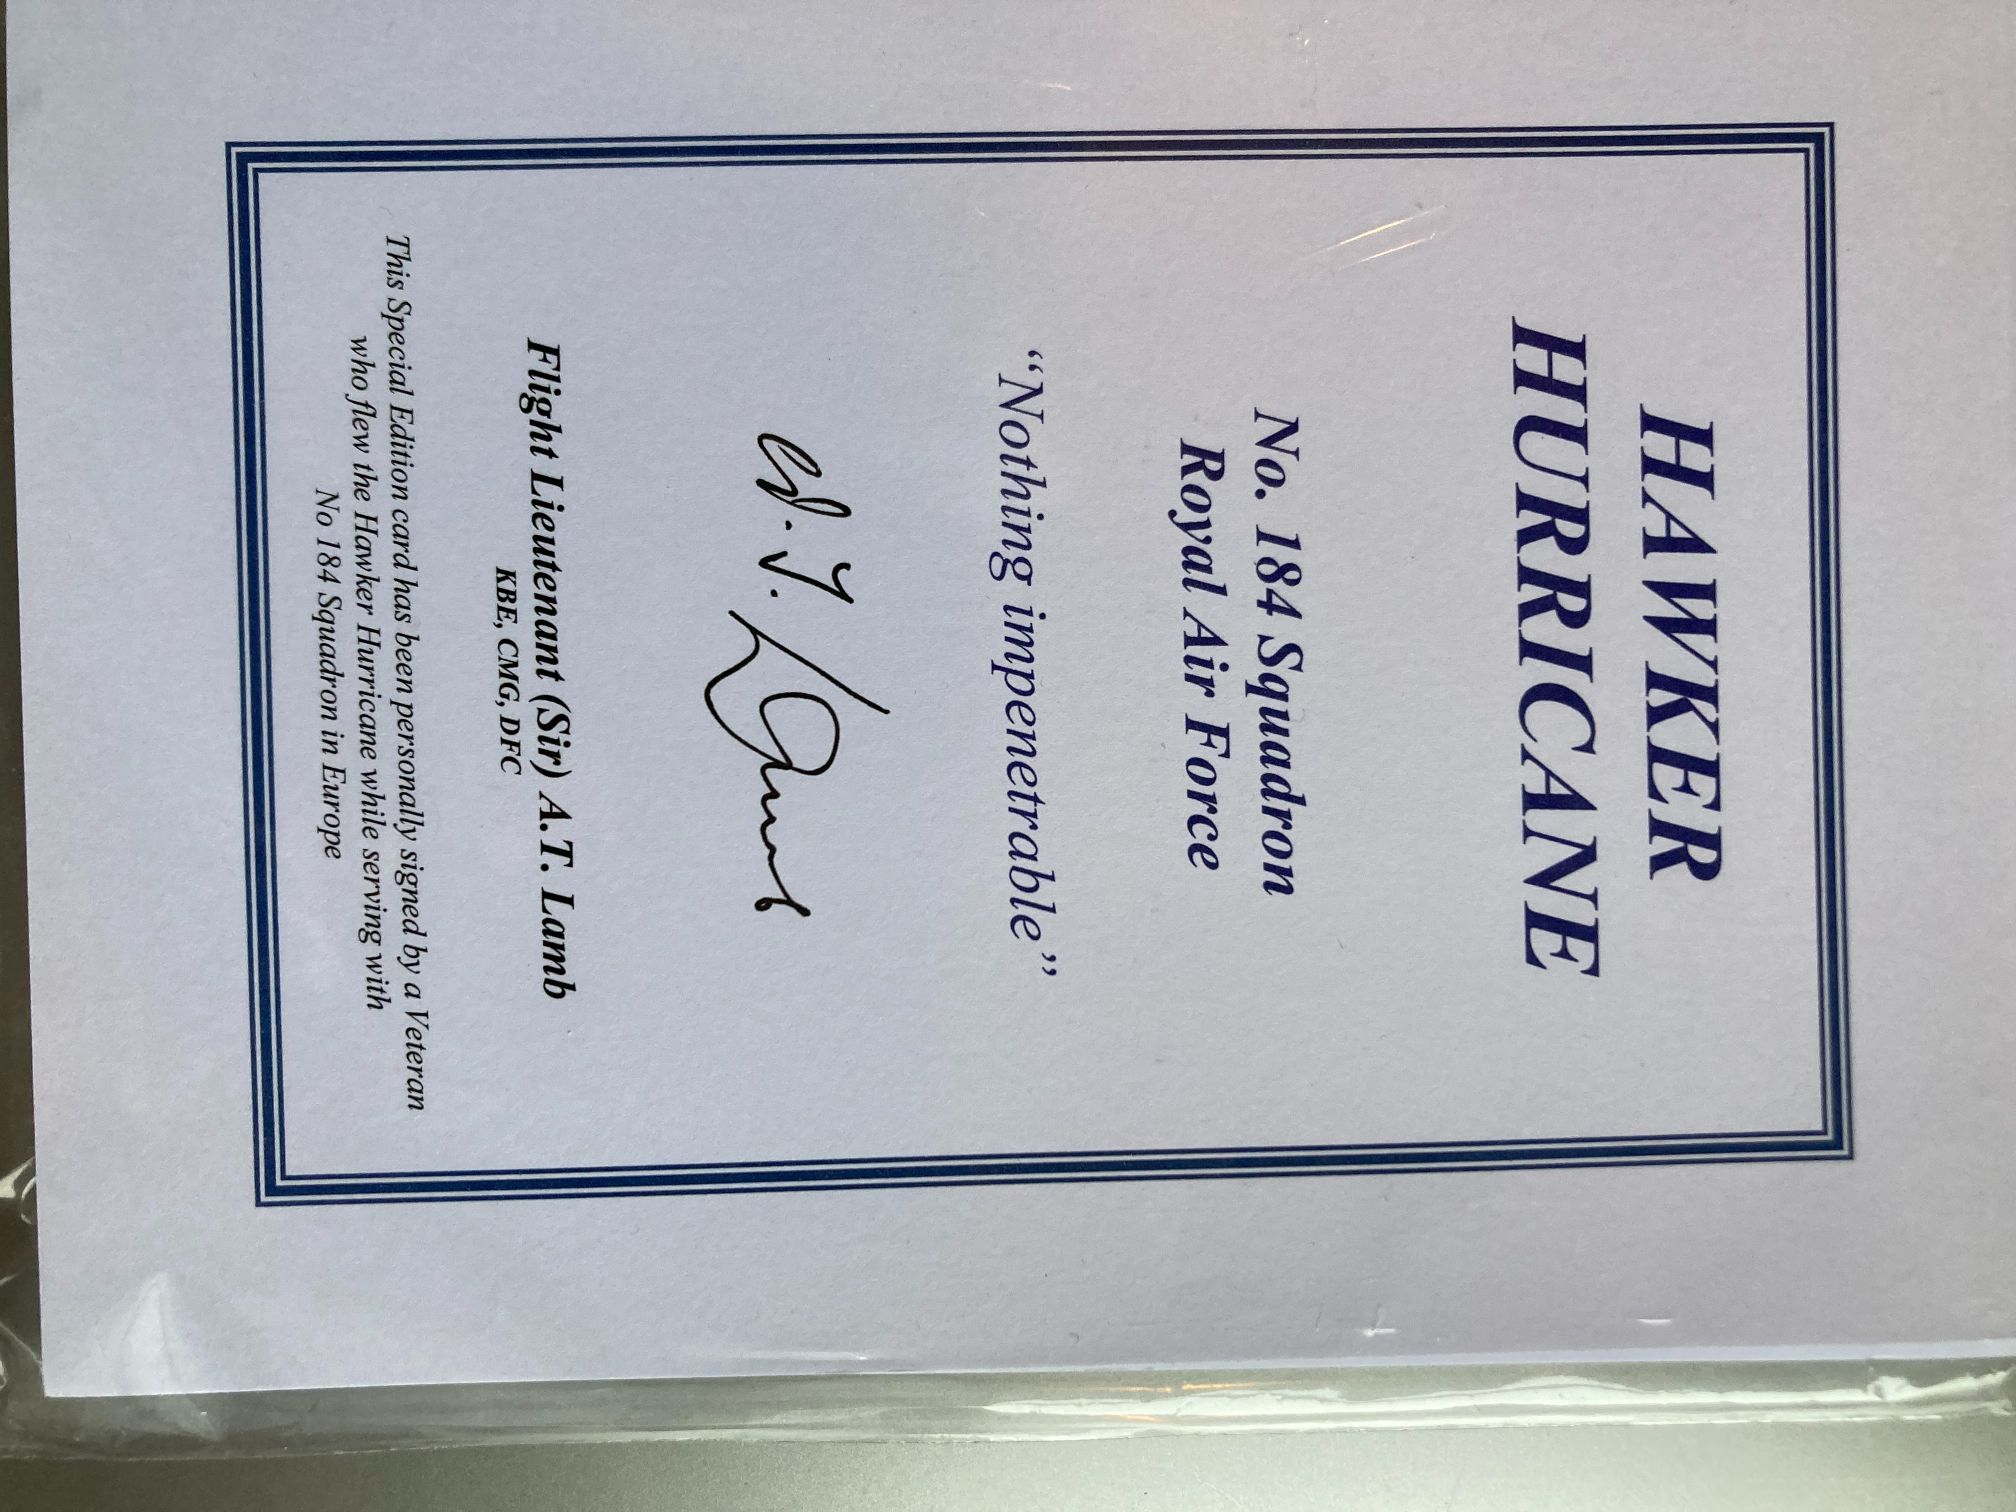 HAWKER
HURRICANE
No. 184 Squadron
Royal Air Force
“Nothing impenetrable”
A. T. Lamb
Flight Lieutenant (Sir) A.T. Lamb
KBE, CMG, DFC
This Special Edition card has been personally signed by a Veteran
who flew the Hawker Hurricane while serving with
No 184 Squadron in Europe